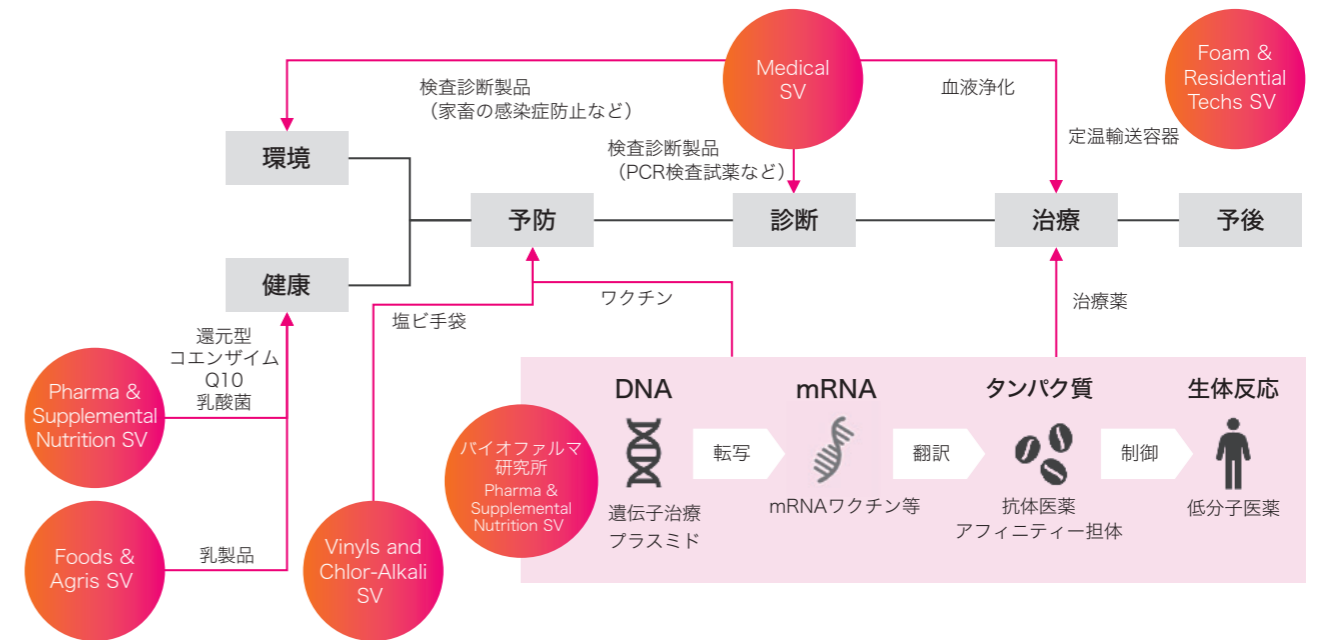 Medical
SV
Foam &
Residential
Techs SV
検査診断製品
（家畜の感染症防止など）
血液浄化
定温輸送容器
検査診断製品
（PCR検査試薬など）
環境
予防
診断
治療
予後
健康
ワクチン
塩ビ手袋
治療薬
還元型
コエンザイム
Q10
乳酸菌
Pharma &
Supplemental
Nutrition SV
DNA
mRNA
タンパク質
生体反応
バイオファルマ
研究所
Pharma &
Supplemental
Nutrition SV
転写
翻訳
制御
遺伝子治療
プラスミド
mRNAワクチン等
抗体医薬
アフィニティー担体
低分子医薬
Foods &
Agris SV
乳製品
Vinyls and
Chlor-Alkali
SV